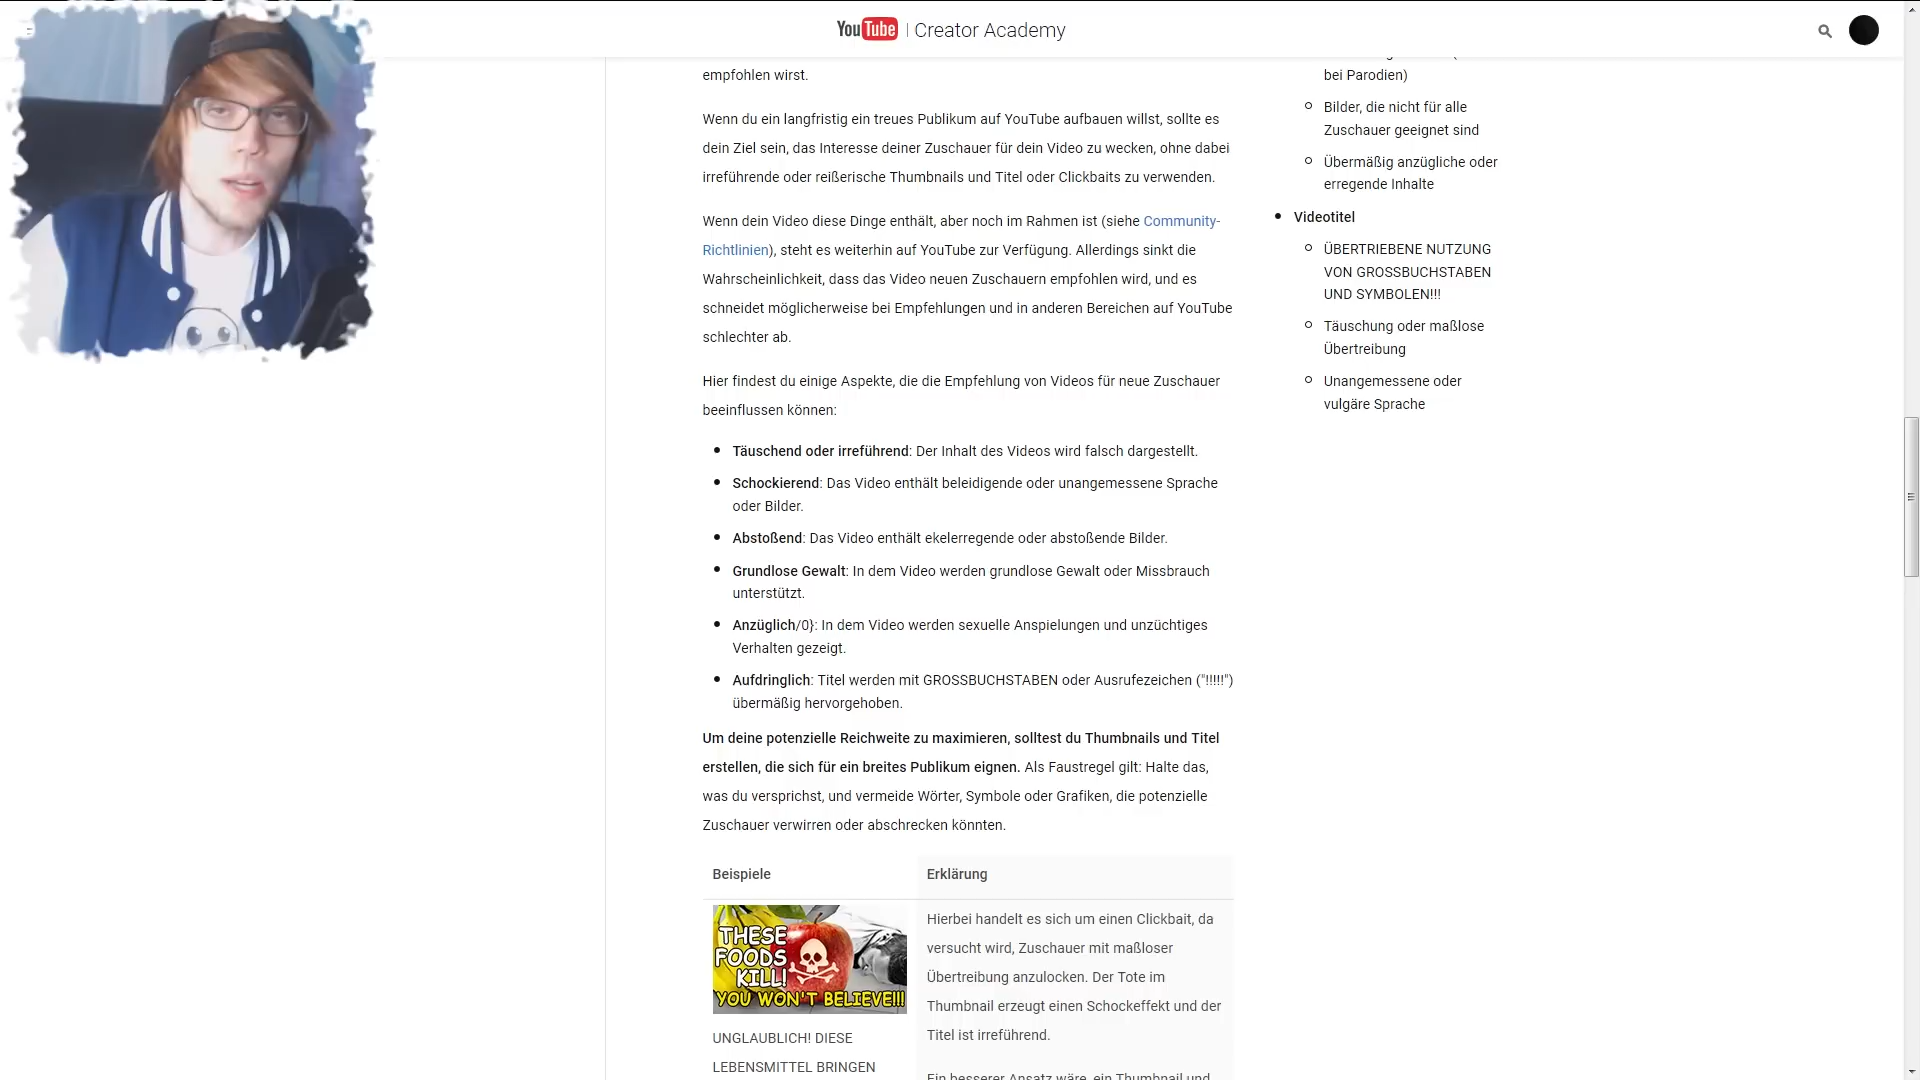 YouTube | Creator Academy
empfohlen wirst.
Wenn du ein langfristig ein treues Publikum auf YouTube aufbauen willst, sollte es
dein Ziel sein, das Interesse deiner Zuschauer für dein Video zu wecken, ohne dabei
irreführende oder reißerische Thumbnails und Titel oder Clickbaits zu verwenden.
Wenn dein Video diese Dinge enthält, aber noch im Rahmen ist (siehe Community-
Richtlinien), steht es weiterhin auf YouTube zur Verfügung. Allerdings sinkt die
Wahrscheinlichkeit, dass das Video neuen Zuschauern empfohlen wird, und es
schneidet möglicherweise bei Empfehlungen und in anderen Bereichen auf YouTube
schlechter ab.
Hier findest du einige Aspekte, die die Empfehlung von Videos für neue Zuschauer
beeinflussen können:
Täuschend oder irreführend: Der Inhalt des Videos wird falsch dargestellt.
Schockierend: Das Video enthält beleidigende oder unangemessene Sprache
oder Bilder.
Abstoßend: Das Video enthält ekelerregende oder abstoßende Bilder.
Grundlose Gewalt: In dem Video werden grundlose Gewalt oder Missbrauch
unterstützt.
Anzüglich/0}: In dem Video werden sexuelle Anspielungen und unzüchtiges
Verhalten gezeigt.
Aufdringlich: Titel werden mit GROSSBUCHSTABEN oder Ausrufezeichen ("!!!!!")
übermäßig hervorgehoben.
Um deine potenzielle Reichweite zu maximieren, solltest du Thumbnails und Titel
erstellen, die sich für ein breites Publikum eignen. Als Faustregel gilt: Halte das,
was du versprichst, und vermeide Wörter, Symbole oder Grafiken, die potenzielle
Zuschauer verwirren oder abschrecken könnten.
Beispiele
Erklärung
THESE
FOODS
KILL!
YOU WON'T BELIEVE!!!
UNGLAUBLICH! DIESE
LEBENSMITTEL BRINGEN
Hierbei handelt es sich um einen Clickbait, da
versucht wird, Zuschauer mit maßloser
Übertreibung anzulocken. Der Tote im
Thumbnail erzeugt einen Schockeffekt und der
Titel ist irreführend.
Ein besserer Ansatz wäre, ein Thumbnail und
bei Parodien)
Bilder, die nicht für alle
Zuschauer geeignet sind
Übermäßig anzügliche oder
erregende Inhalte
Videotitel
ÜBERTRIEBENE NUTZUNG
VON GROSSBUCHSTABEN
UND SYMBOLEN!!!
Täuschung oder maßlose
Übertreibung
Unangemessene oder
vulgäre Sprache